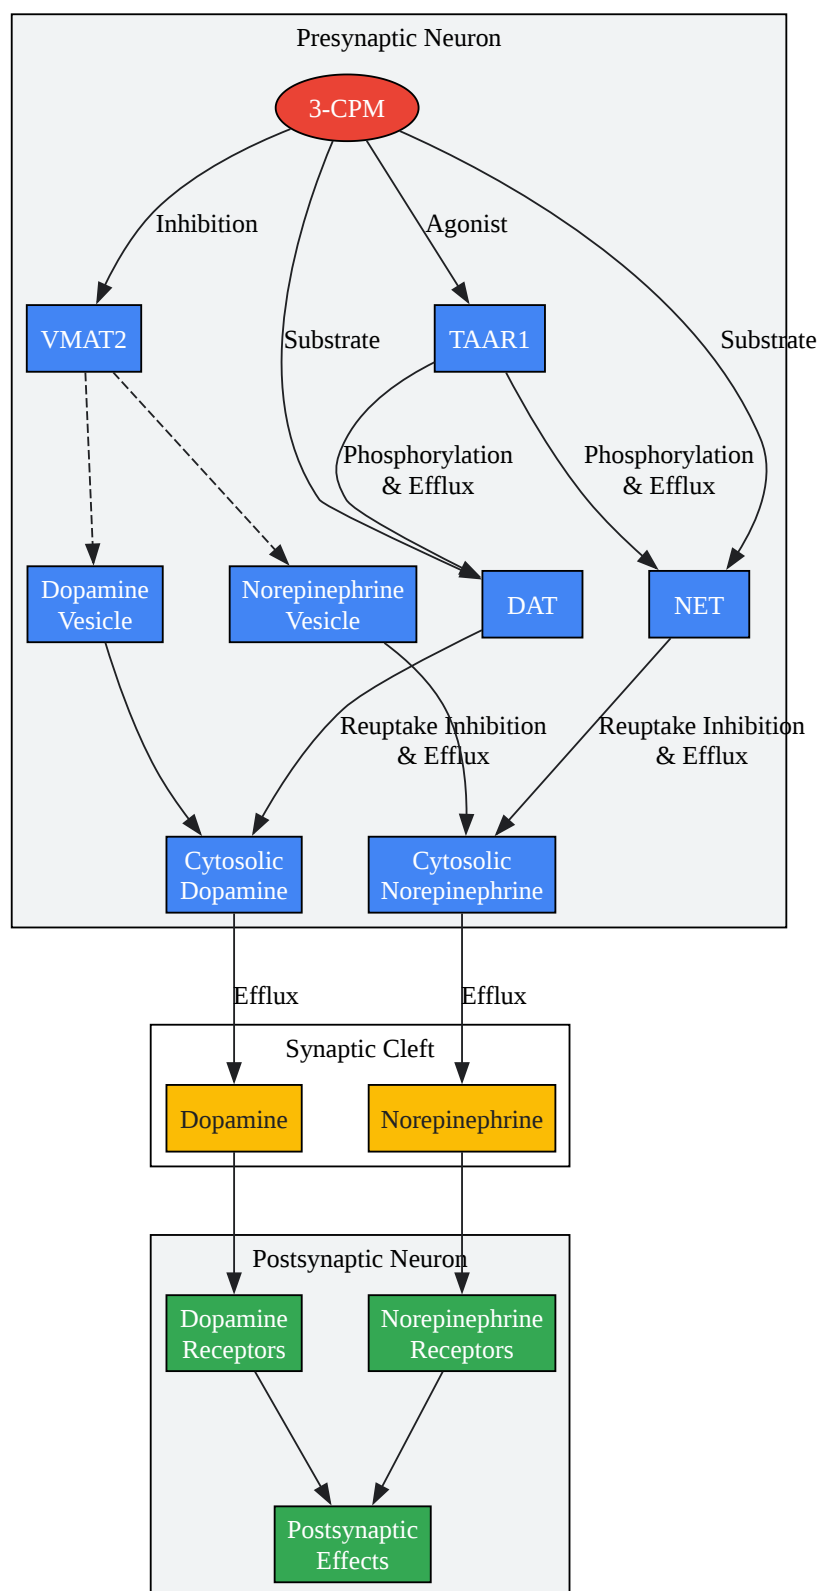 Presynaptic Neuron
3-CPM
Inhibition
Agonist
VMAT2
Substrate
TAAR1
Substrate
Phosphorylation
& Efflux
Phosphorylation
& Efflux
Dopamine
Vesicle
Norepinephrine
Vesicle
DAT
NET
Reuptake Inhibition
& Efflux
Reuptake Inhibition
& Efflux
Cytosolic
Dopamine
Cytosolic
Norepinephrine
Efflux
Efflux
Synaptic Cleft
Dopamine
Norepinephrine
Postsynaptic Neuron
Dopamine
Receptors
Norepinephrine
Receptors
Postsynaptic
Effects